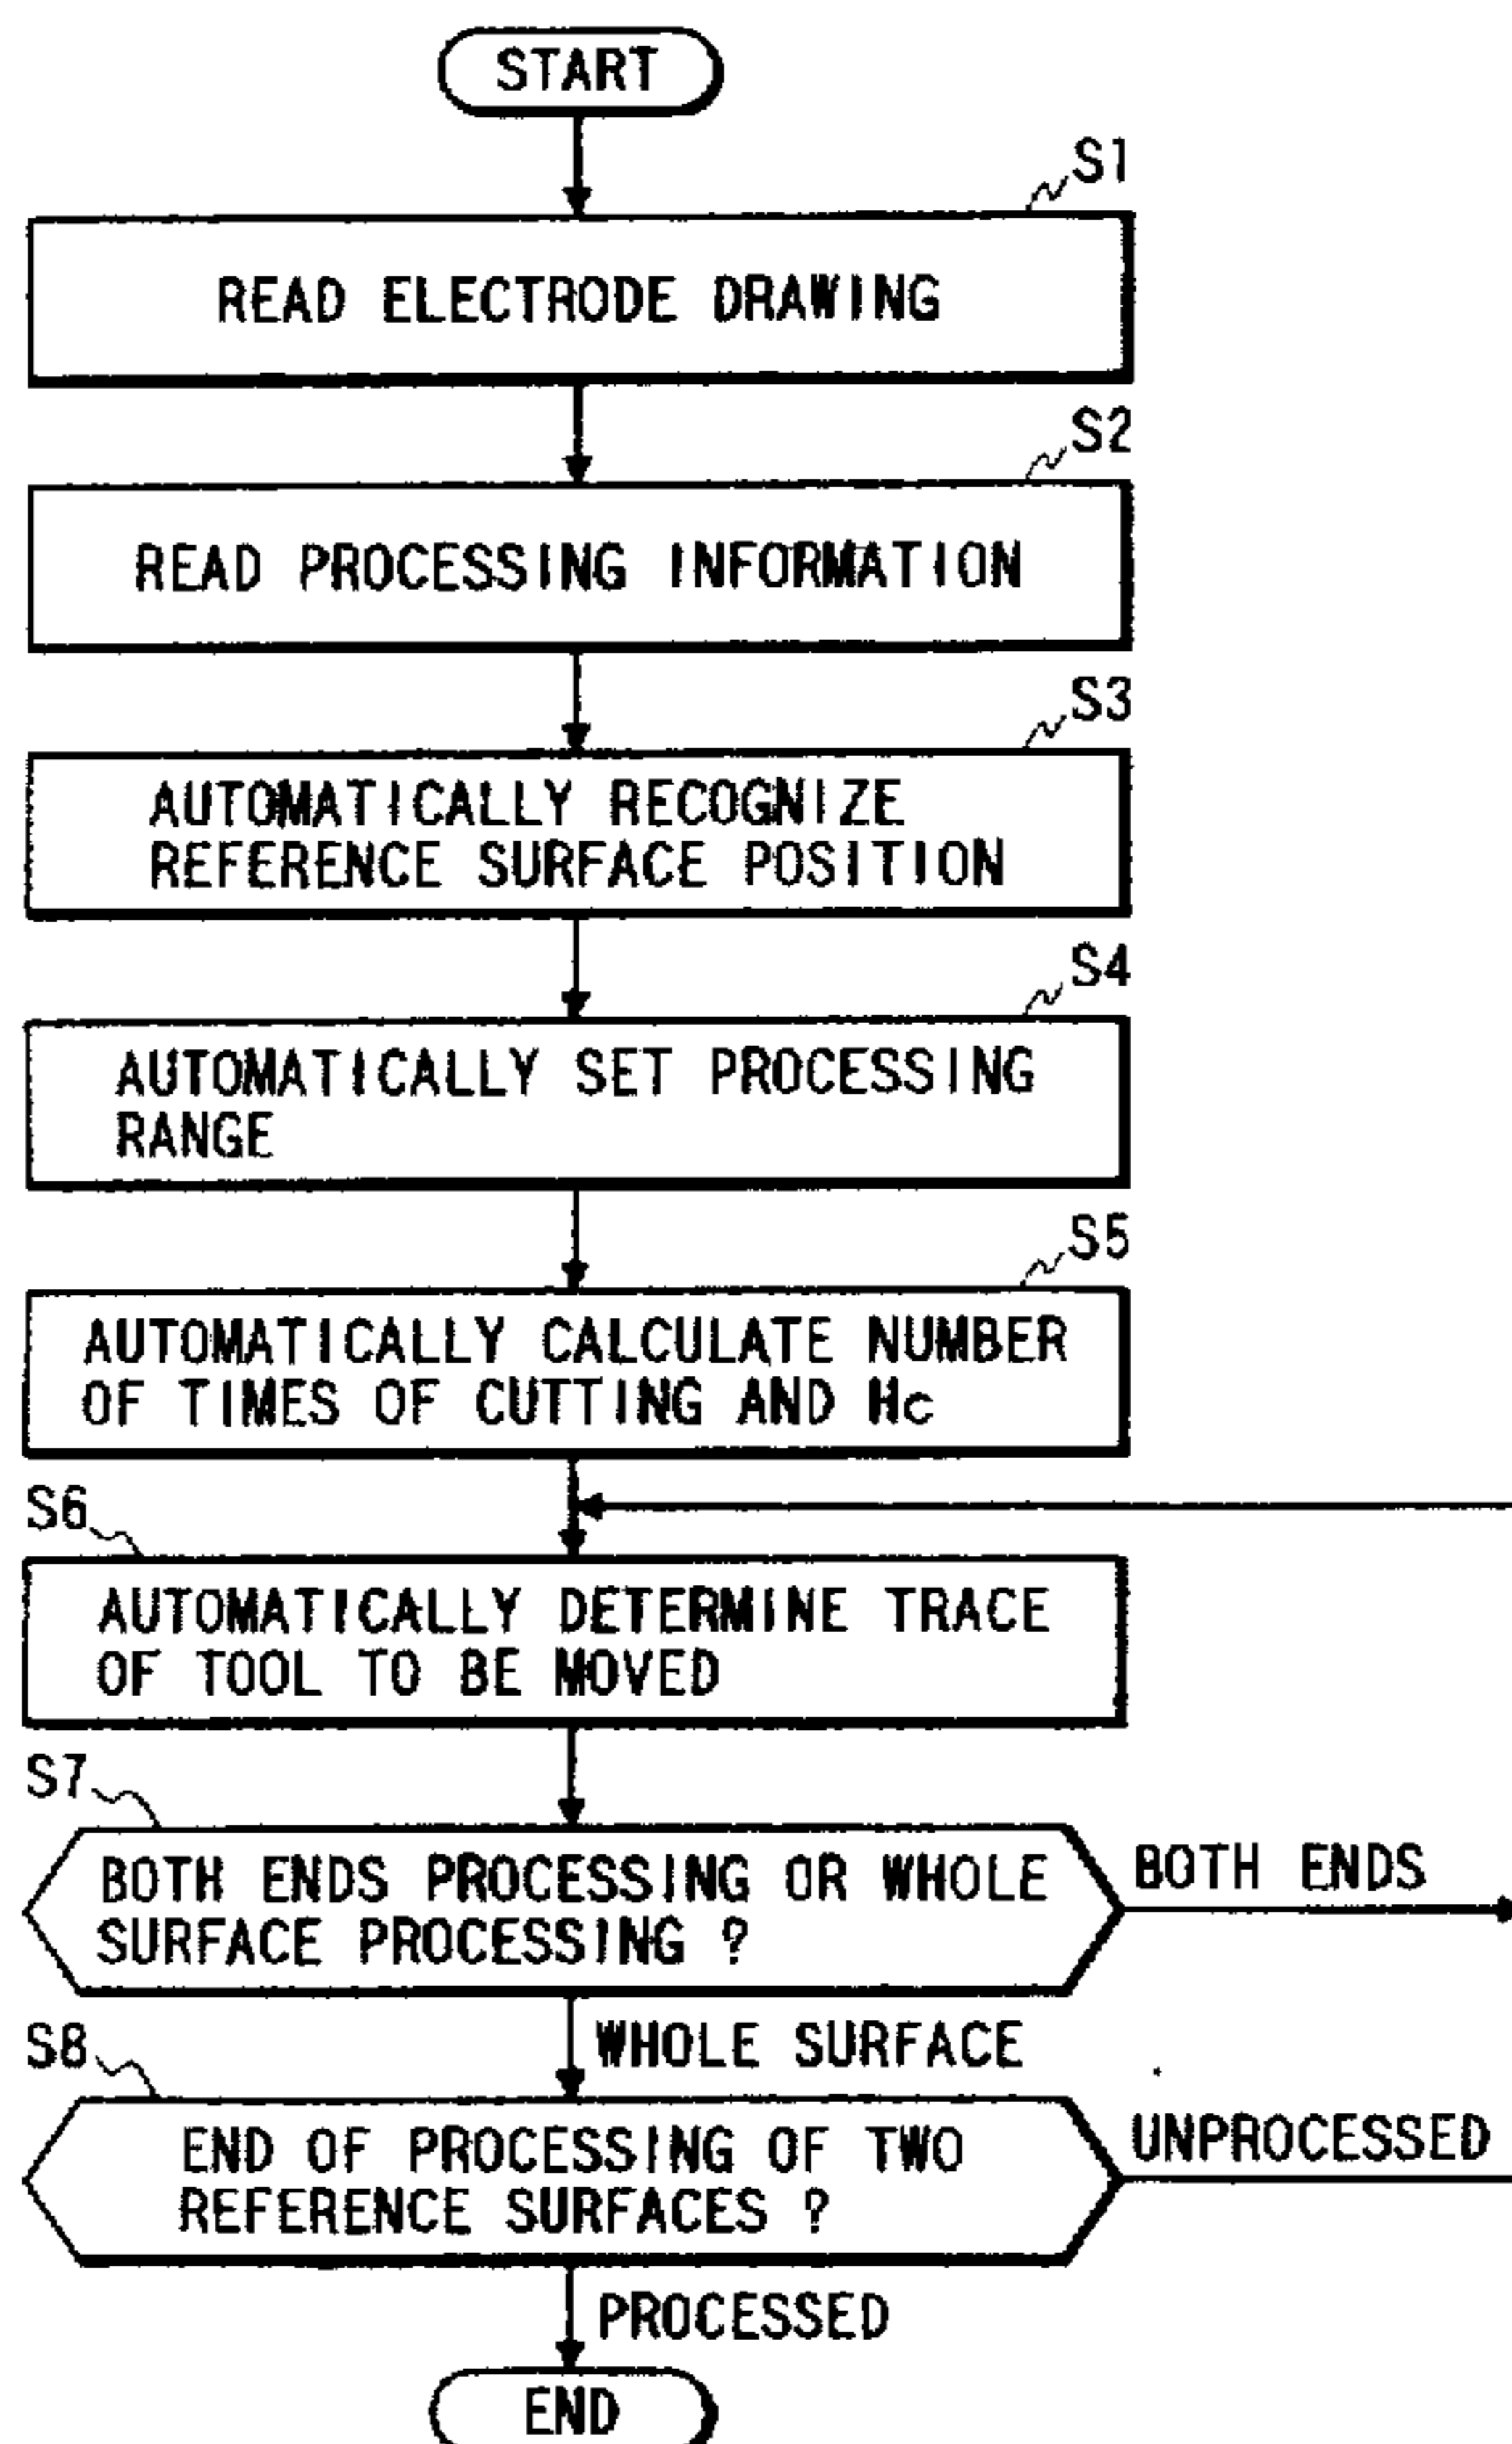 START
S1
READ ELECTRODE DRAWING
S2
READ PROCESSING INFORMATION
S3
AUTOMATICALLY RECOGNIZE
REFERENCE SURFACE POSITION
S4
AUTOMATICALLY SET PROCESSING
RANGE
S5
AUTOMATICALLY CALCULATE NUMBER
OF TIMES OF CUTTING AND Hc
S6
AUTOMATICALLY DETERMINE TRACE
OF TOOL TO BE MOVED
S7
BOTH ENDS PROCESSING OR WHOLE
SURFACE PROCESSING ?
BOTH ENDS
WHOLE SURFACE
S8
END OF PROCESSING OF TWO
REFERENCE SURFACES ?
UNPROCESSED
PROCESSED
END